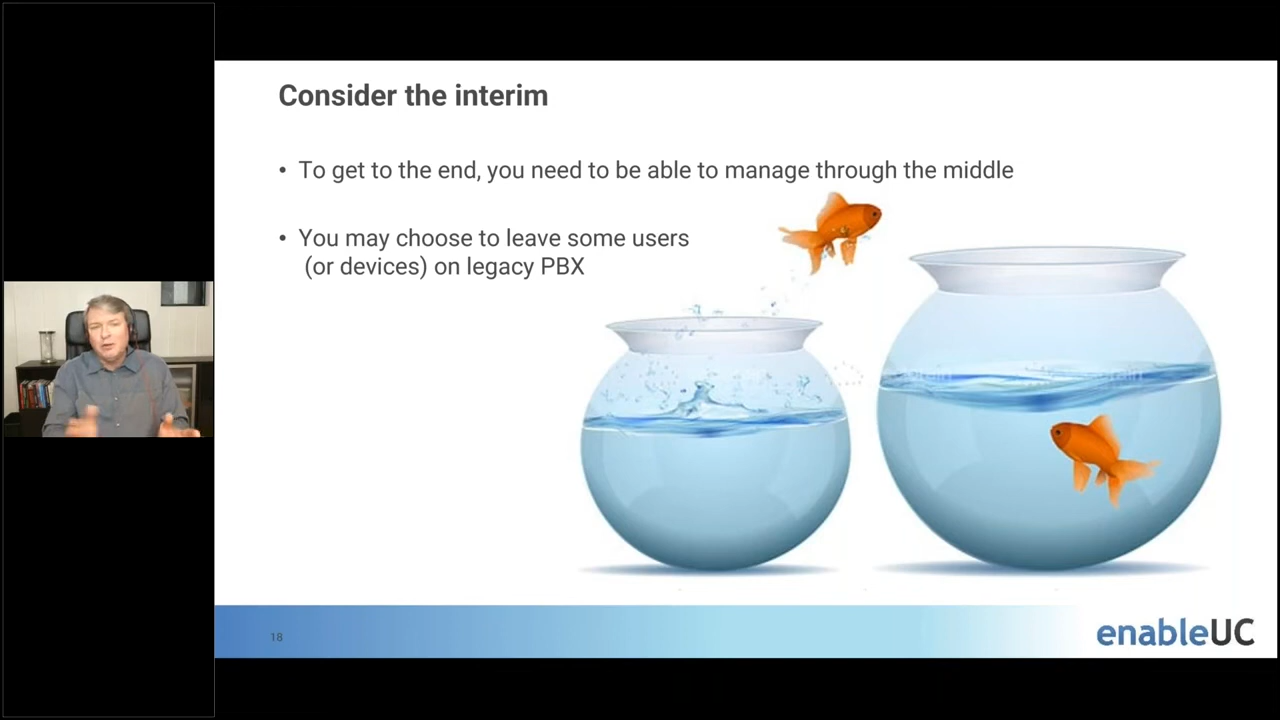 Consider the interim
• To get to the end, you need to be able to manage through the middle
• You may choose to leave some users
(or devices) on legacy PBX
18
enableUC